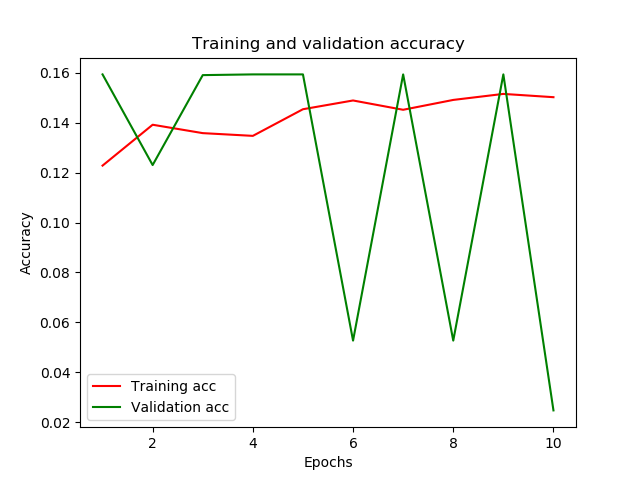 Training and validation accuracy
0.16
0.14
0.12
0.10
0.08
0.06
0.04
0.02
Accuracy
Training acc
Validation acc
2 4 6 8 10
Epochs